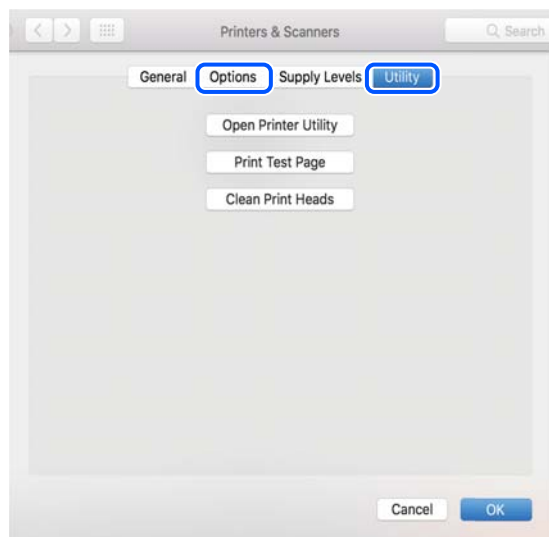 Printers & Scanners Search
General Options Supply Levels Utility
Open Printer Utility
Print Test Page
Clean Print Heads
Cancel OK